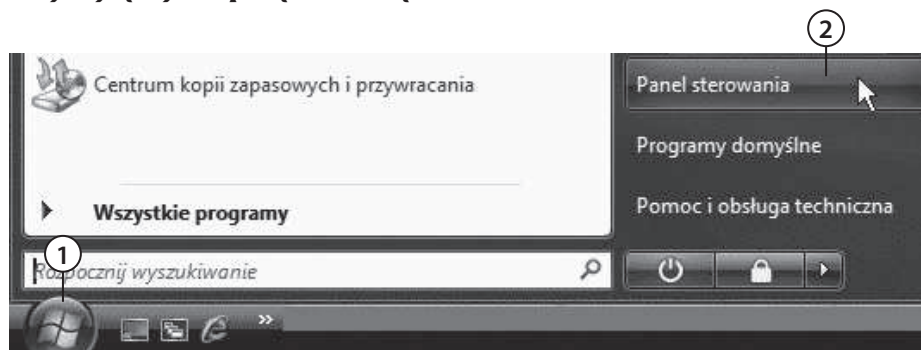 2
Centrum kopii zapasowych i przywracania
Wszystkie programy
Rozpocznij wyszukiwanie
Panel sterowania
Programy domyślne
Pomoc i obsługa techniczna
1